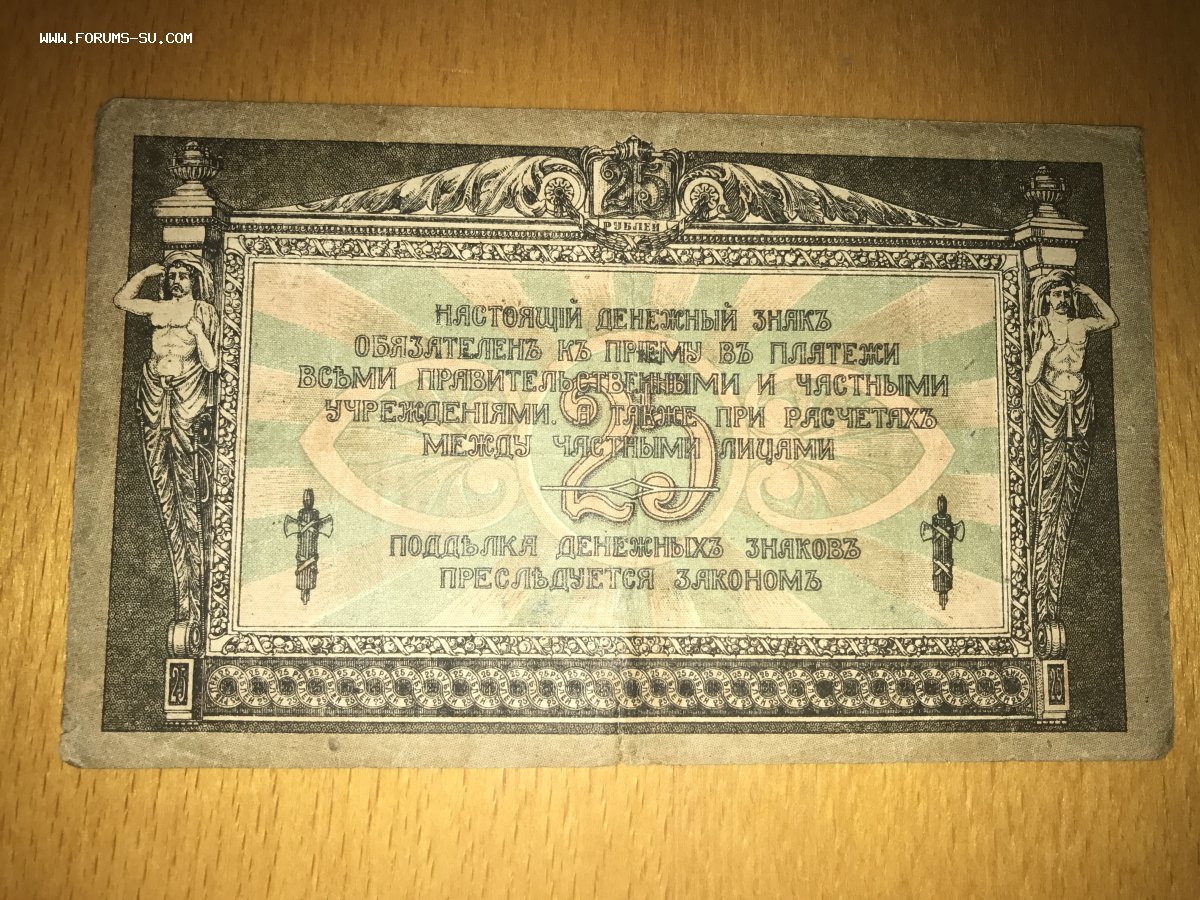 WWW.FORUMS-SU.COM
25
РУБЛЕЙ
НАСТОЯЩІЙ ДЕНЕЖНЫЙ ЗНАКЪ
ОБЯЗАТЕЛЕНЪ КЪ ПРІЕМУ ВЪ ПЛАТЕЖИ
ВСѢМИ ПРАВИТЕЛЬСТВЕННЫМИ И ЧАСТНЫМИ
УЧРЕЖДЕНІЯМИ. А ТАКЖЕ ПРИ РАСЧЕТАХЪ
МЕЖДУ ЧАСТНЫМИ ЛИЦАМИ
25
ПОДДѢЛКА ДЕНЕЖНЫХЪ ЗНАКОВЪ
ПРЕСЛѢДУЕТСЯ ЗАКОНОМЪ
25 25